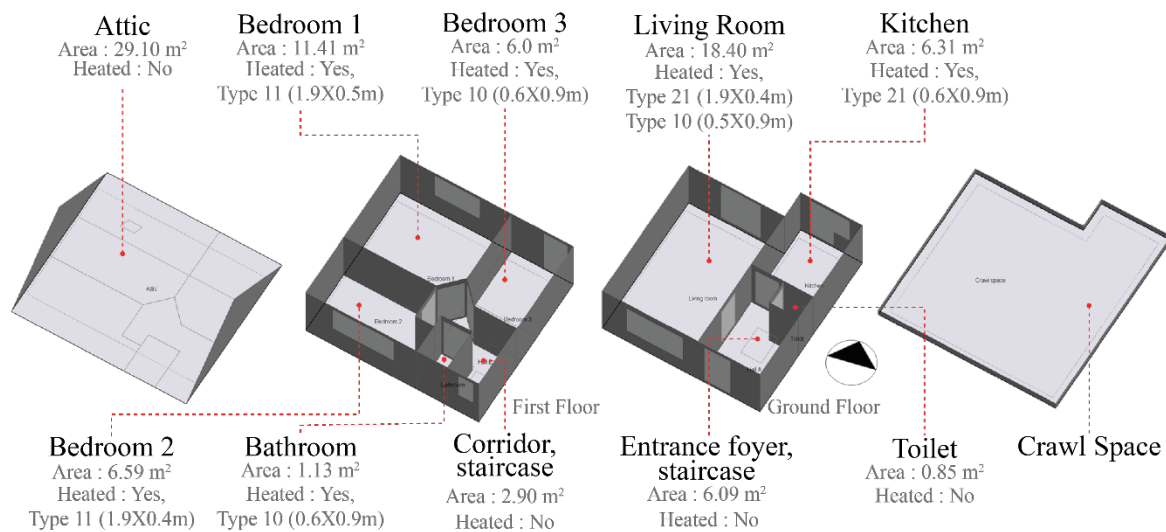 Attic
Area : 29.10 m²
Heated : No
Bedroom 1
Area : 11.41 m²
Heated : Yes,
Type 11 (1.9X0.5m)
Bedroom 3
Area : 6.0 m²
Heated : Yes,
Type 10 (0.6X0.9m)
Living Room
Area : 18.40 m²
Heated : Yes,
Type 21 (1.9X0.4m)
Type 10 (0.5X0.9m)
Kitchen
Area : 6.31 m²
Heated : Yes,
Type 21 (0.6X0.9m)
Attic
Bedroom 1
Bedroom 2
Bedroom 3
Bathroom
Living room
Kitchen
Toilet
Crawl space
First Floor
Ground Floor
Bedroom 2
Area : 6.59 m²
Heated : Yes,
Type 11 (1.9X0.4m)
Bathroom
Area : 1.13 m²
Heated : Yes,
Type 10 (0.6X0.9m)
Corridor,
staircase
Area : 2.90 m²
Heated : No
Entrance foyer,
staircase
Area : 6.09 m²
Heated : No
Toilet
Area : 0.85 m²
Heated : No
Crawl Space